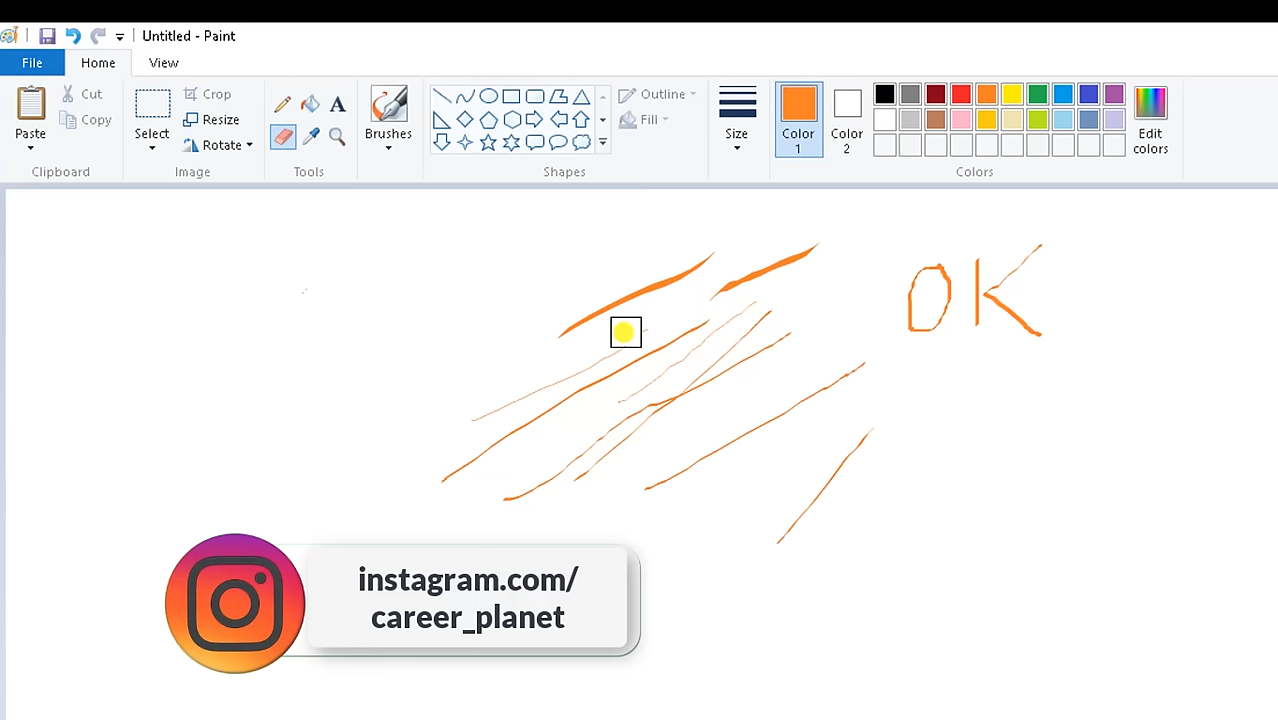 Untitled - Paint
File Home View
Paste
Cut
Copy
Clipboard
Select
Crop
Resize
Rotate
Image
A
Tools
Brushes
Shapes
Outline
Fill
Size
Color 1
Color 2
Edit colors
Colors
OK
instagram.com/
career_planet